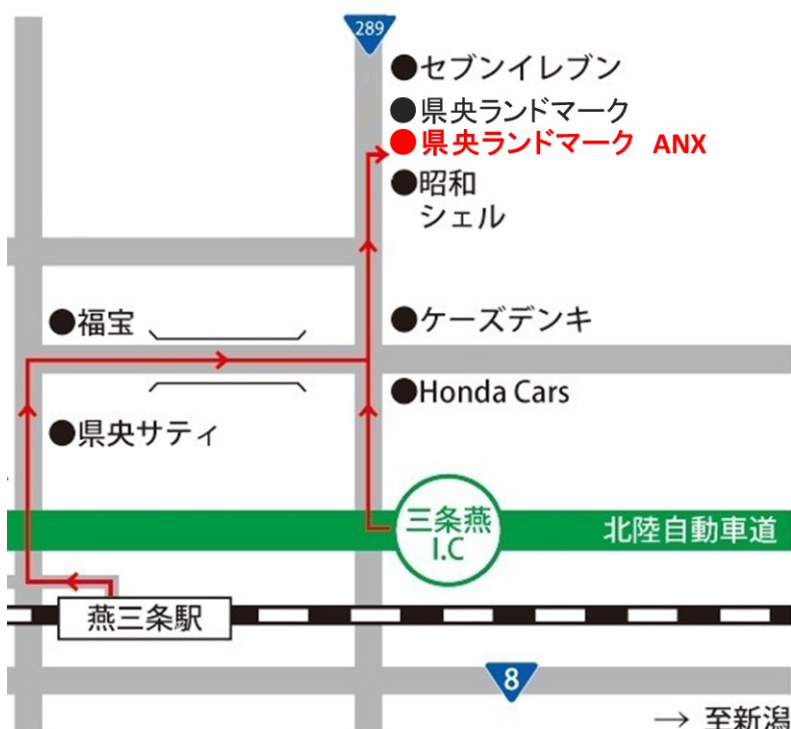 289
●セブンイレブン
●県央ランドマーク
●県央ランドマーク ANX
●昭和
シェル
●福宝
●ケーズデンキ
●Honda Cars
●県央サティ
三条燕
I.C
北陸自動車道
燕三条駅
8
→ 至新潟